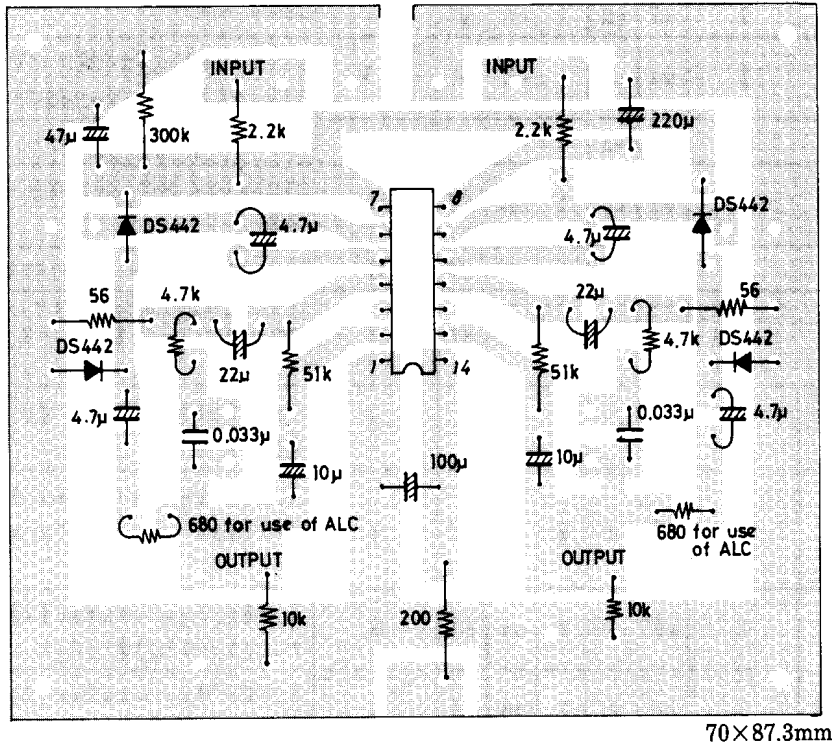 INPUT
INPUT
47µ
300k
2.2k
2.2k
220µ
7
8
DS442
4.7µ
4.7µ
DS442
56
4.7k
22µ
56
DS442
22µ
51k
1
14
51k
4.7k
DS442
4.7µ
0.033µ
10µ
100µ
10µ
0.033µ
4.7µ
680 for use of ALC
680 for use
of ALC
OUTPUT
OUTPUT
10k
200
10k
70×87.3mm